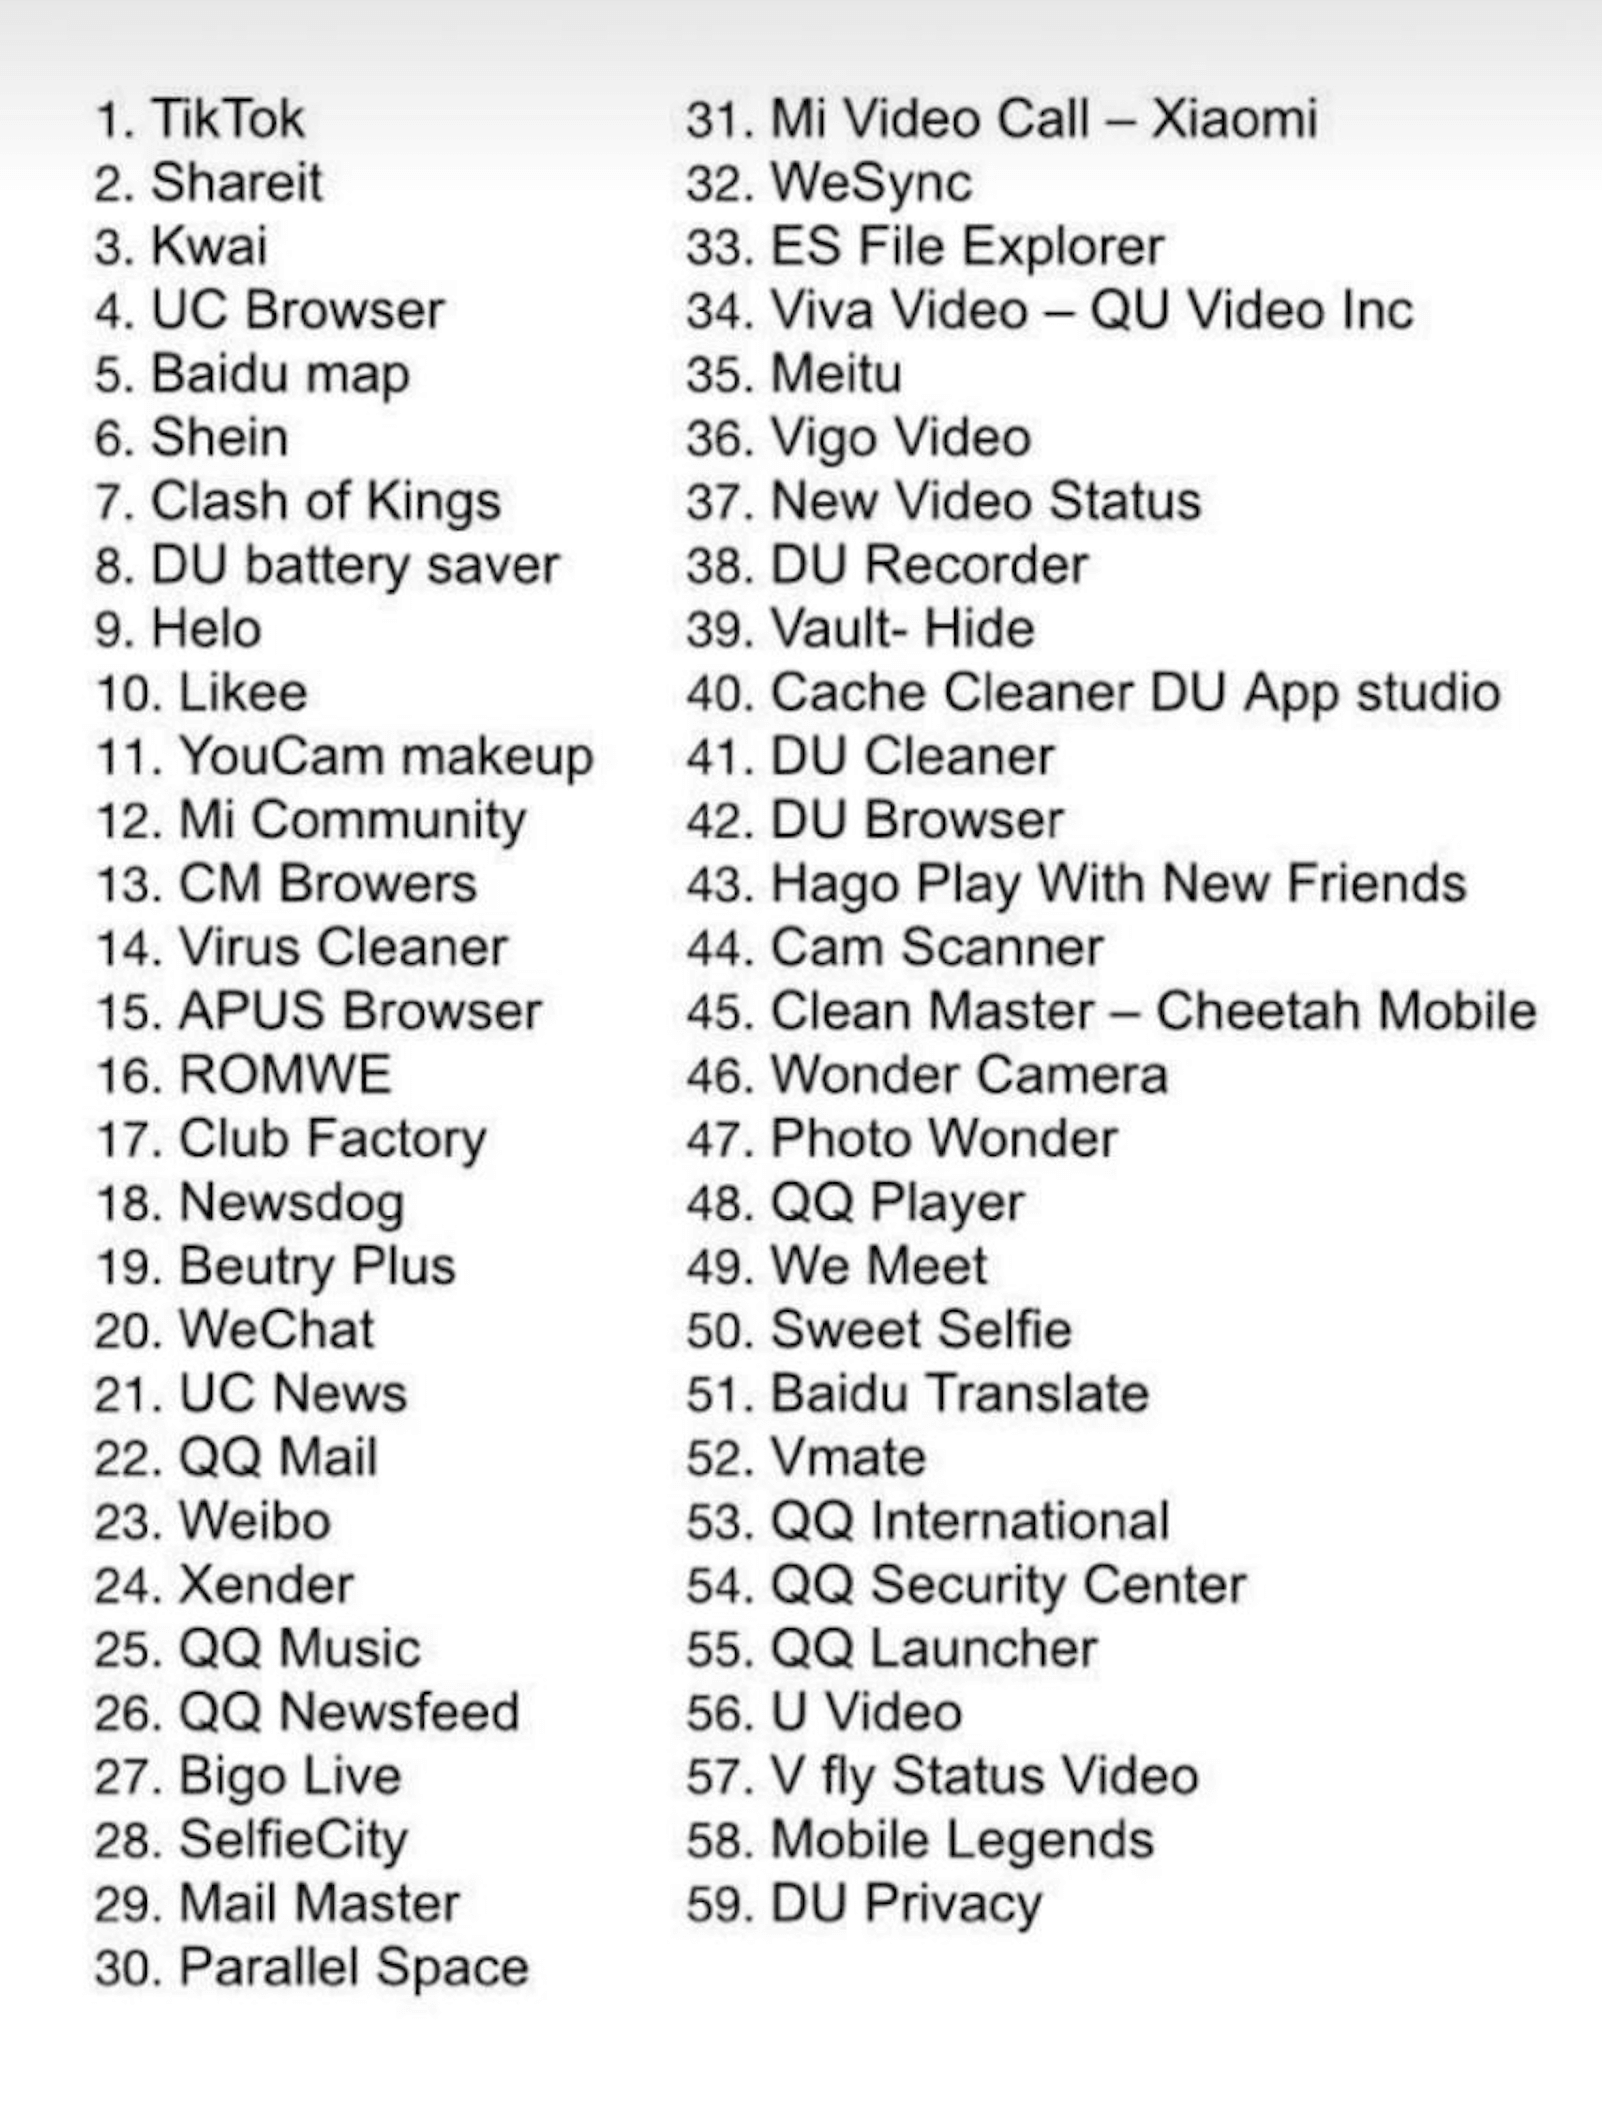 1. TikTok
2. Shareit
3. Kwai
4. UC Browser
5. Baidu map
6. Shein
7. Clash of Kings
8. DU battery saver
9. Helo
10. Likee
11. YouCam makeup
12. Mi Community
13. CM Browers
14. Virus Cleaner
15. APUS Browser
16. ROMWE
17. Club Factory
18. Newsdog
19. Beutry Plus
20. WeChat
21. UC News
22. QQ Mail
23. Weibo
24. Xender
25. QQ Music
26. QQ Newsfeed
27. Bigo Live
28. SelfieCity
29. Mail Master
30. Parallel Space
31. Mi Video Call – Xiaomi
32. WeSync
33. ES File Explorer
34. Viva Video – QU Video Inc
35. Meitu
36. Vigo Video
37. New Video Status
38. DU Recorder
39. Vault- Hide
40. Cache Cleaner DU App studio
41. DU Cleaner
42. DU Browser
43. Hago Play With New Friends
44. Cam Scanner
45. Clean Master – Cheetah Mobile
46. Wonder Camera
47. Photo Wonder
48. QQ Player
49. We Meet
50. Sweet Selfie
51. Baidu Translate
52. Vmate
53. QQ International
54. QQ Security Center
55. QQ Launcher
56. U Video
57. V fly Status Video
58. Mobile Legends
59. DU Privacy